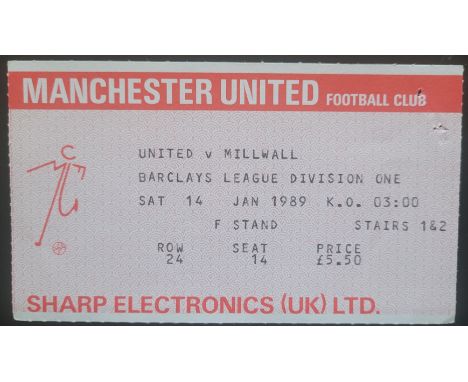 MANCHESTER UNITED FOOTBALL CLUB
UNITED v MILLWALL
BARCLAYS LEAGUE DIVISION ONE
SAT 14 JAN 1989 K.O. 03:00
F STAND STAIRS 1&2
ROW SEAT PRICE
24 14 £5.50
SHARP ELECTRONICS (UK) LTD.